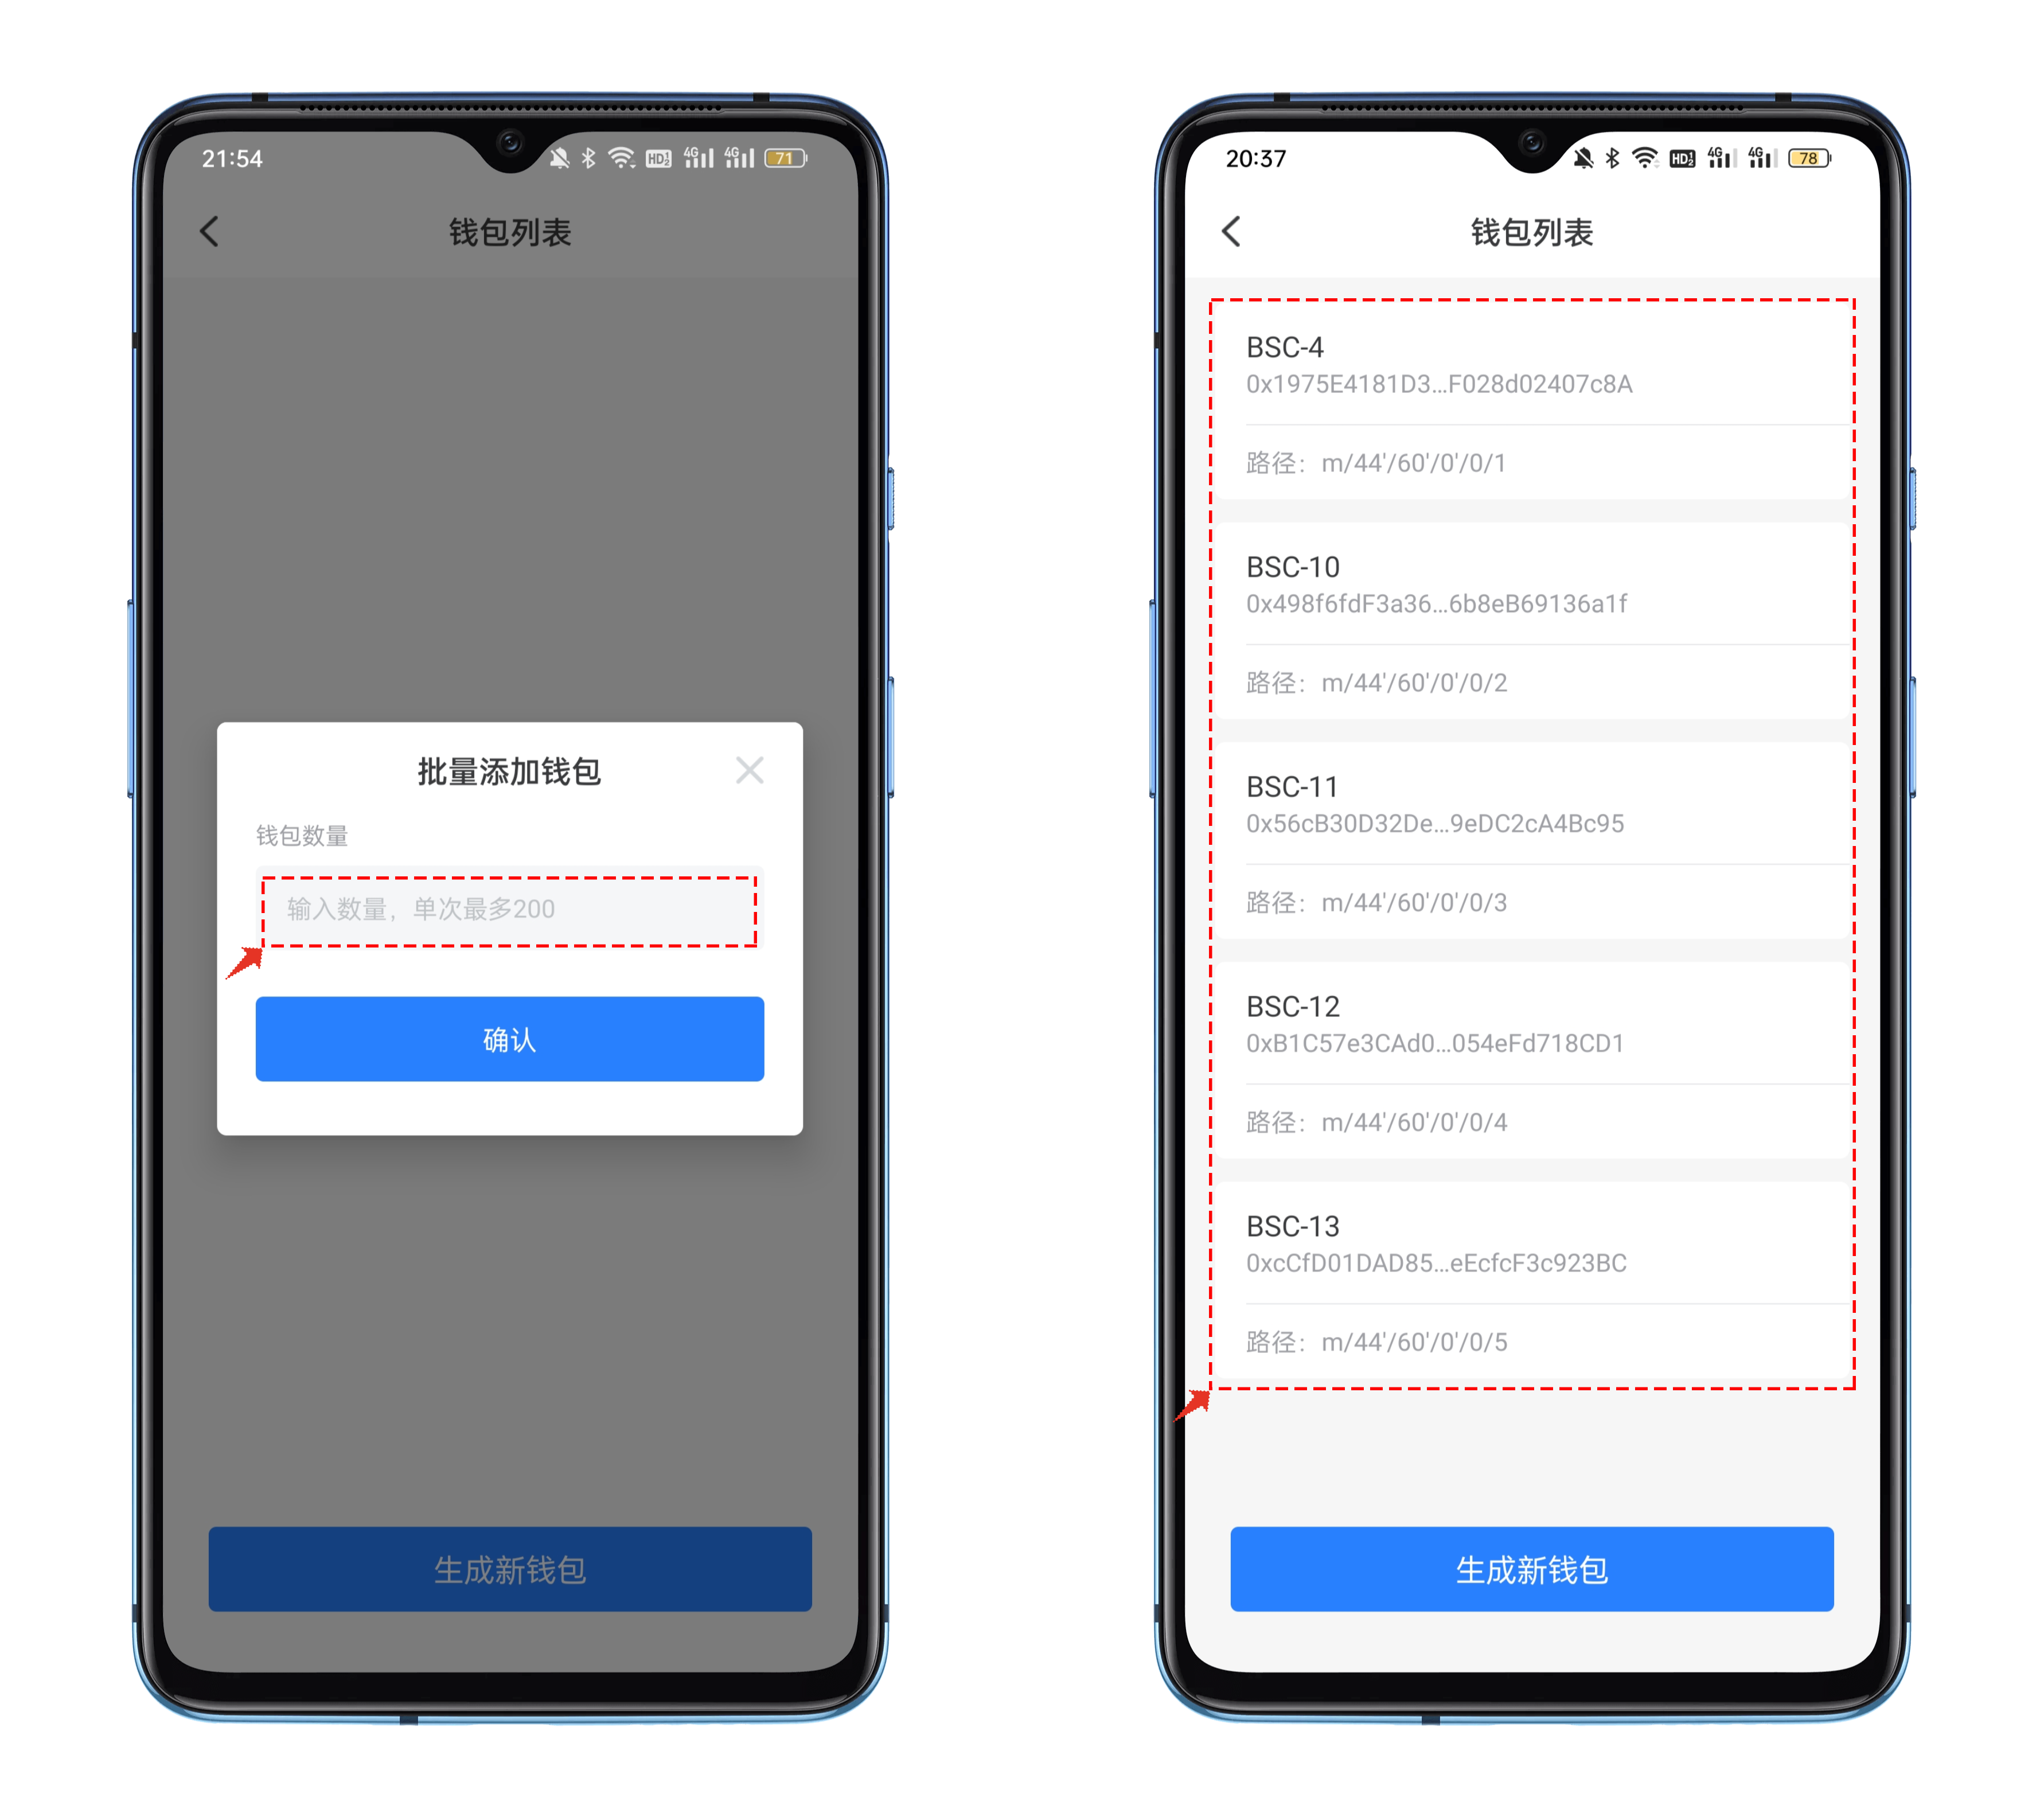 21:54
HD 1 2 4G 4G 71
钱包列表
批量添加钱包
钱包数量
输入数量，单次最多200
确认
生成新钱包
20:37
HD 1 2 4G 4G 78
钱包列表
BSC-4
0x1975E4181D3...F028d02407c8A
路径：m/44'/60'/0'/0/1
BSC-10
0x498f6fdF3a36...6b8eB69136a1f
路径：m/44'/60'/0'/0/2
BSC-11
0x56cB30D32De...9eDC2cA4Bc95
路径：m/44'/60'/0'/0/3
BSC-12
0xB1C57e3CAd0...054eFd718CD1
路径：m/44'/60'/0'/0/4
BSC-13
0xcCfD01DAD85...eEcfcF3c923BC
路径：m/44'/60'/0'/0/5
生成新钱包